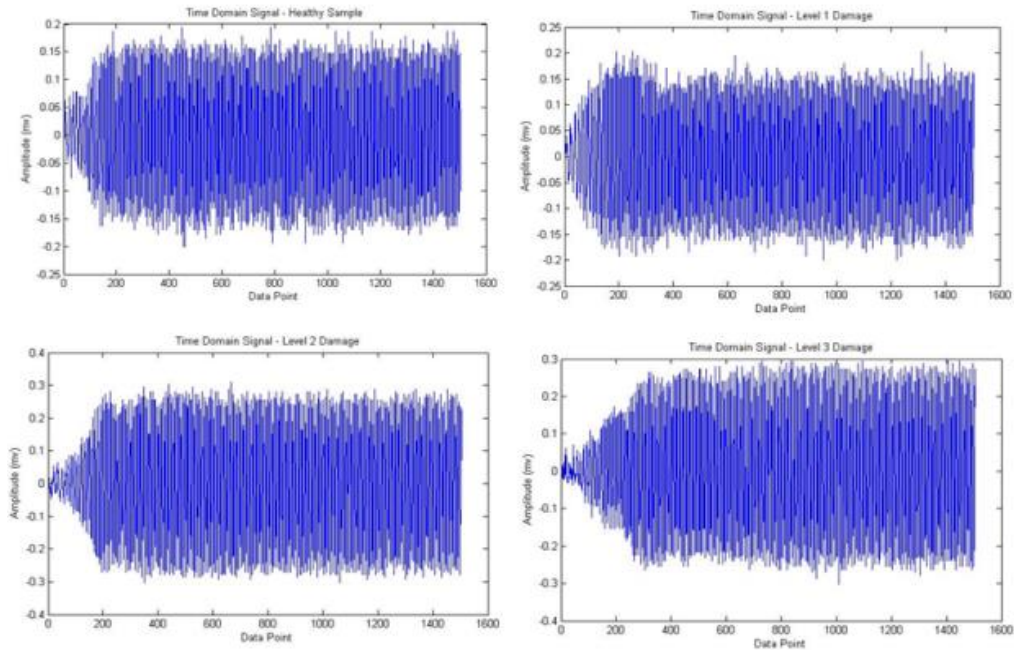 Time Domain Signal - Healthy Sample
0.2
0.15
0.1
0.05
0
-0.05
-0.1
-0.15
-0.2
-0.25
Amplitude (mv)
0 200 400 600 800 1000 1200 1400 1600
Data Point
Time Domain Signal - Level 1 Damage
0.25
0.2
0.15
0.1
0.05
0
-0.05
-0.1
-0.15
-0.2
-0.25
Amplitude (mv)
0 200 400 600 800 1000 1200 1400 1600
Data Point
Time Domain Signal - Level 2 Damage
0.4
0.3
0.2
0.1
0
-0.1
-0.2
-0.3
-0.4
Amplitude (mv)
0 200 400 600 800 1000 1200 1400 1600
Data Point
Time Domain Signal - Level 3 Damage
0.3
0.2
0.1
0
-0.1
-0.2
-0.3
-0.4
Amplitude (mv)
0 200 400 600 800 1000 1200 1400 1600
Data Point